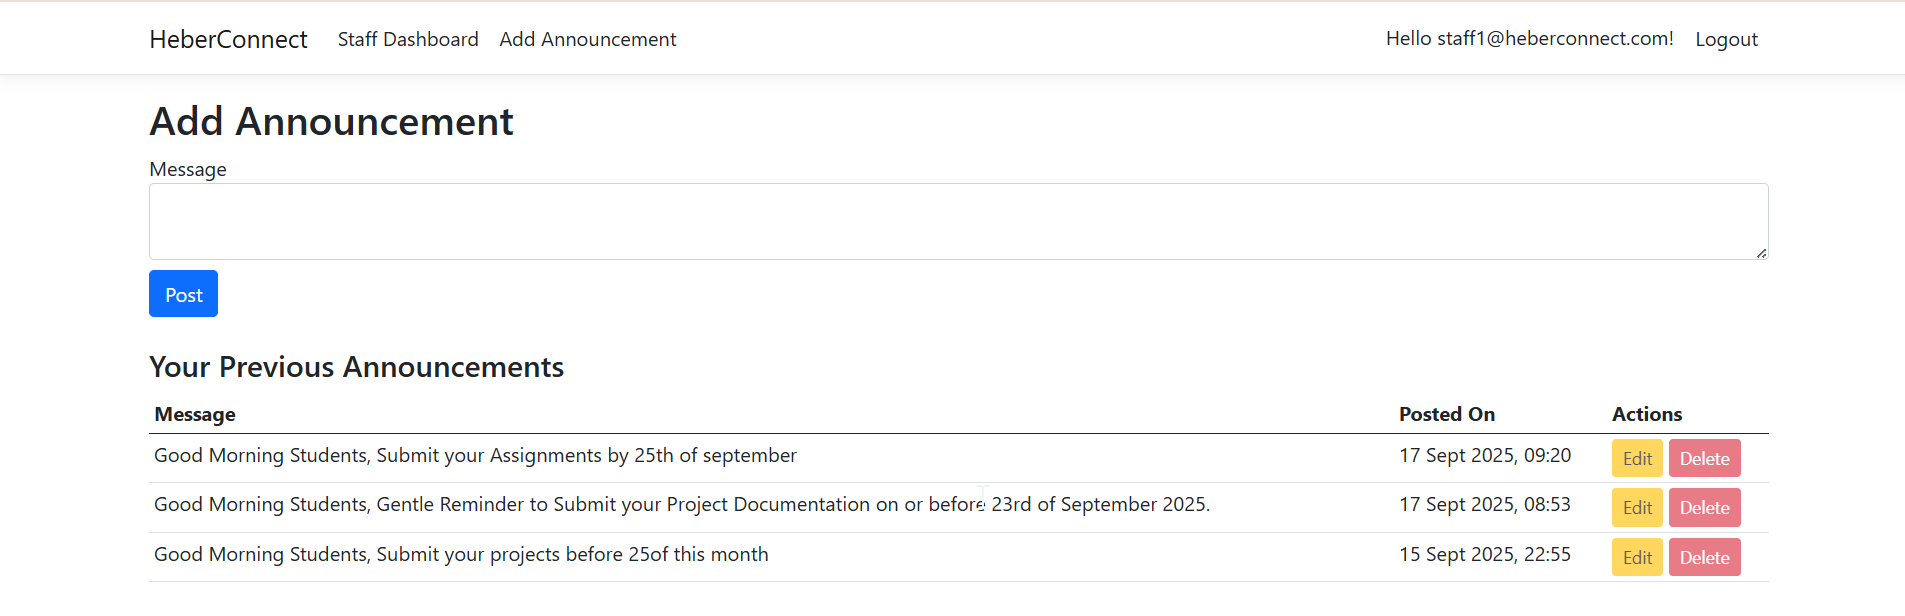 HeberConnect Staff Dashboard Add Announcement Hello staff1@heberconnect.com! Logout
Add Announcement
Message
Post
Your Previous Announcements
Message Posted On Actions
Good Morning Students, Submit your Assignments by 25th of september 17 Sept 2025, 09:20 Edit Delete
Good Morning Students, Gentle Reminder to Submit your Project Documentation on or before 23rd of September 2025. 17 Sept 2025, 08:53 Edit Delete
Good Morning Students, Submit your projects before 25of this month 15 Sept 2025, 22:55 Edit Delete